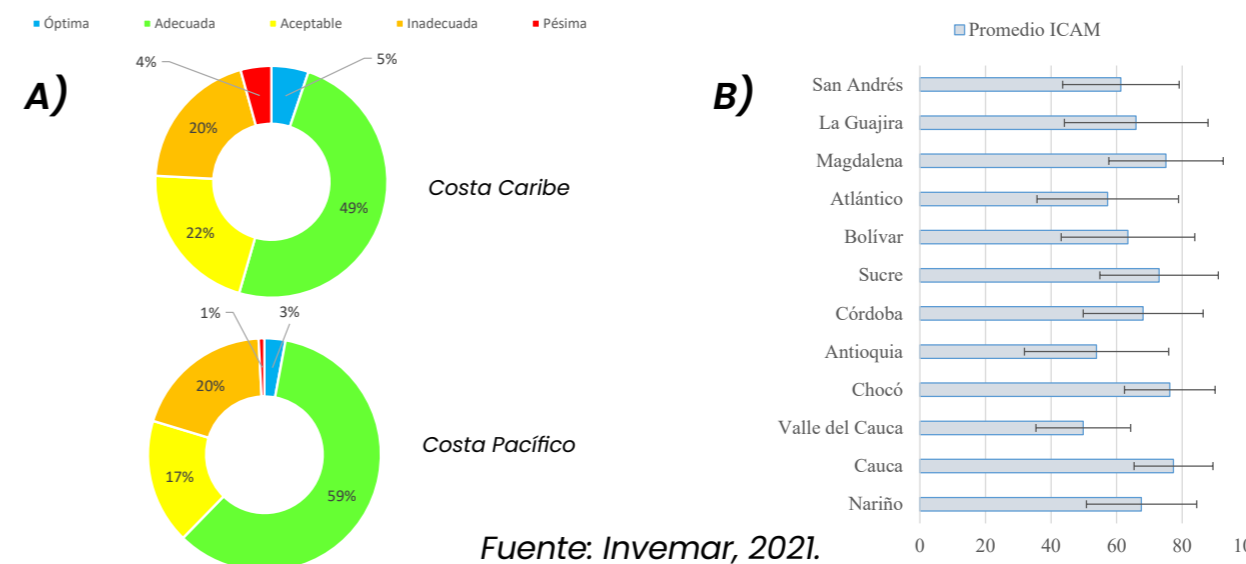 Óptima Adecuada Aceptable Inadecuada Pésima
A)
4%
5%
20%
49%
22%
Costa Caribe
1%
3%
20%
17%
59%
Costa Pacífico
B)
Promedio ICAM
San Andrés
La Guajira
Magdalena
Atlántico
Bolívar
Sucre
Córdoba
Antioquia
Chocó
Valle del Cauca
Cauca
Nariño
0 20 40 60 80
Fuente: Invemar, 2021.